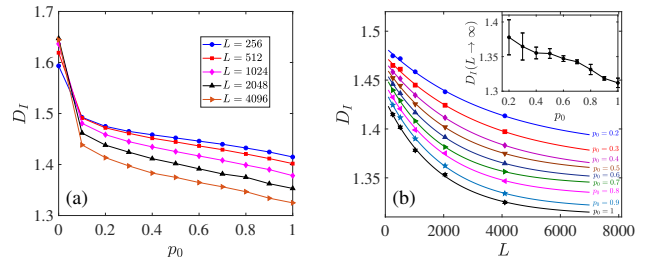 1.7
1.6
1.5
1.4
1.3
D_I
0 0.2 0.4 0.6 0.8 1
p_0
(a)
L = 256
L = 512
L = 1024
L = 2048
L = 4096
1.5
1.45
1.4
1.35
D_I
0 2000 4000 6000 8000
L
(b)
p_0 = 0.2
p_0 = 0.3
p_0 = 0.4
p_0 = 0.5
p_0 = 0.6
p_0 = 0.7
p_0 = 0.8
p_0 = 0.9
p_0 = 1
D_I(L → ∞)
1.4
1.35
1.3
0.2 0.4 0.6 0.8 1
p_0